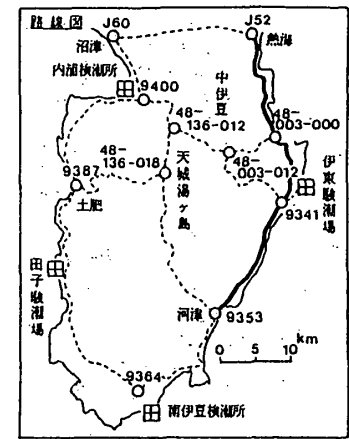 路線図
J60
J52
沼津
熱海
内浦検潮所
9400
中伊豆
48-
136-012
48-
003-000
48-
136-018
9387
土肥
天城湯ヶ島
48-
003-012
伊東験潮場
9341
田子験潮場
河津
9353
km
0 5 10
9364
南伊豆検潮所